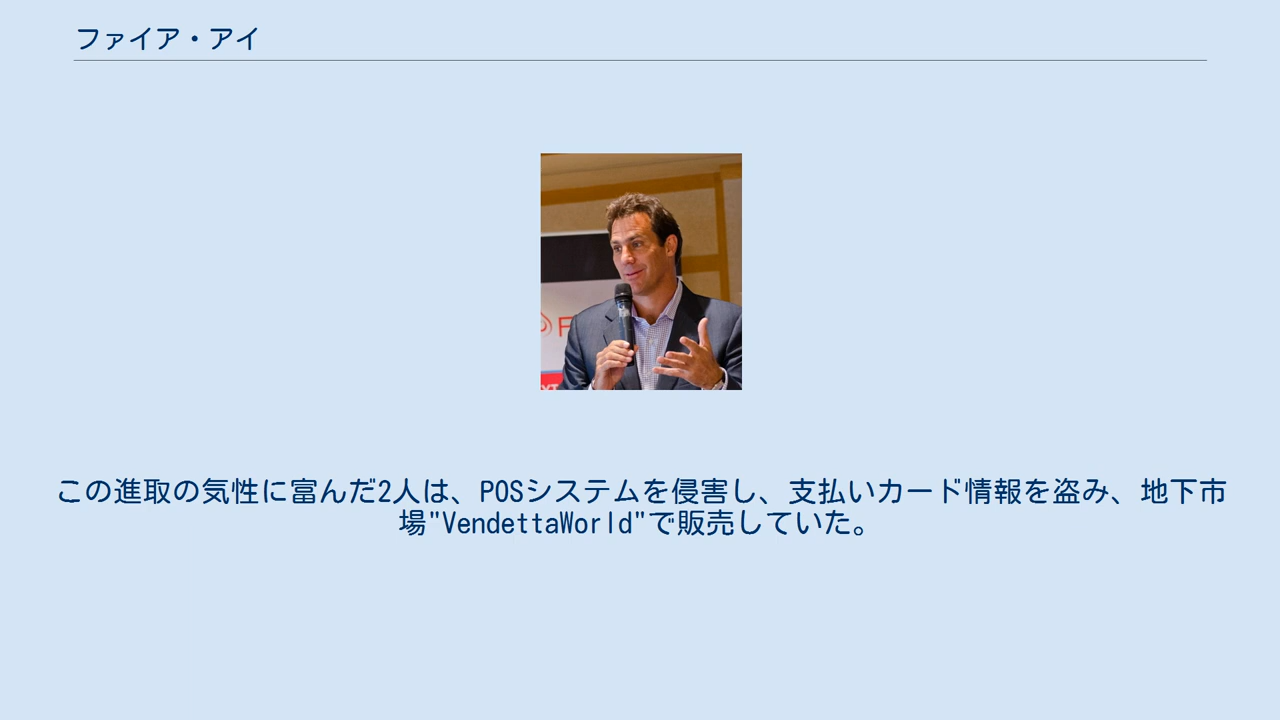 ファイア・アイ
F
この進取の気性に富んだ2人は、POSシステムを侵害し、支払いカード情報を盗み、地下市
場"VendettaWorld"で販売していた。